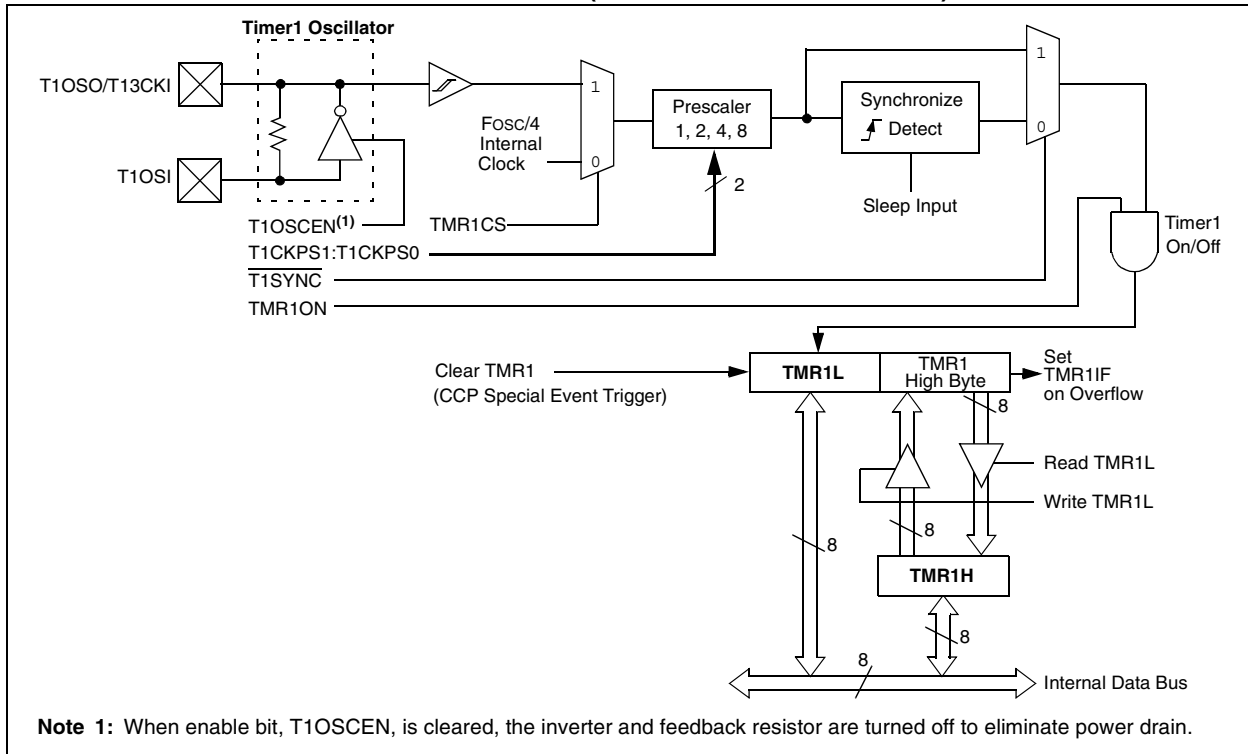 Timer1 Oscillator
T1OSO/T13CKI
T1OSI
FOSC/4
Internal
Clock
1
0
Prescaler
1, 2, 4, 8
2
Synchronize
Detect
Sleep Input
1
0
T1OSCEN(1)
TMR1CS
T1CKPS1:T1CKPS0
T1SYNC
TMR1ON
Timer1
On/Off
Clear TMR1
(CCP Special Event Trigger)
TMR1L
TMR1
High Byte
Set
TMR1IF
on Overflow
8
Read TMR1L
Write TMR1L
8
8
TMR1H
8
8
Internal Data Bus
Note 1: When enable bit, T1OSCEN, is cleared, the inverter and feedback resistor are turned off to eliminate power drain.